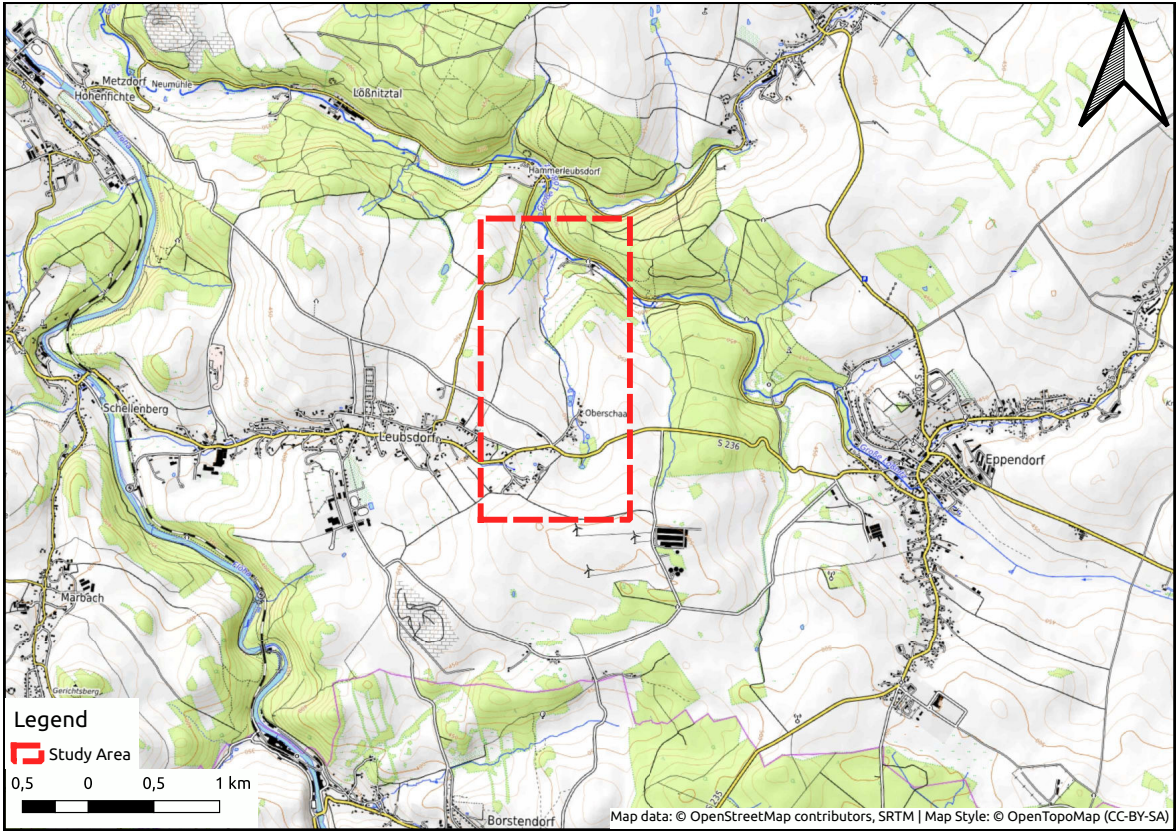 Metzdorf
Hohenfichte
Neumühle
Lößnitztal
Hammerleubsdorf
Schellenberg
Leubsdorf
Oberschaa
S 236
Eppendorf
Marbach
Gerichtsberg
Borstendorf
Legend
Study Area
0,5 0 0,5 1 km
Map data: © OpenStreetMap contributors, SRTM | Map Style: © OpenTopoMap (CC-BY-SA)